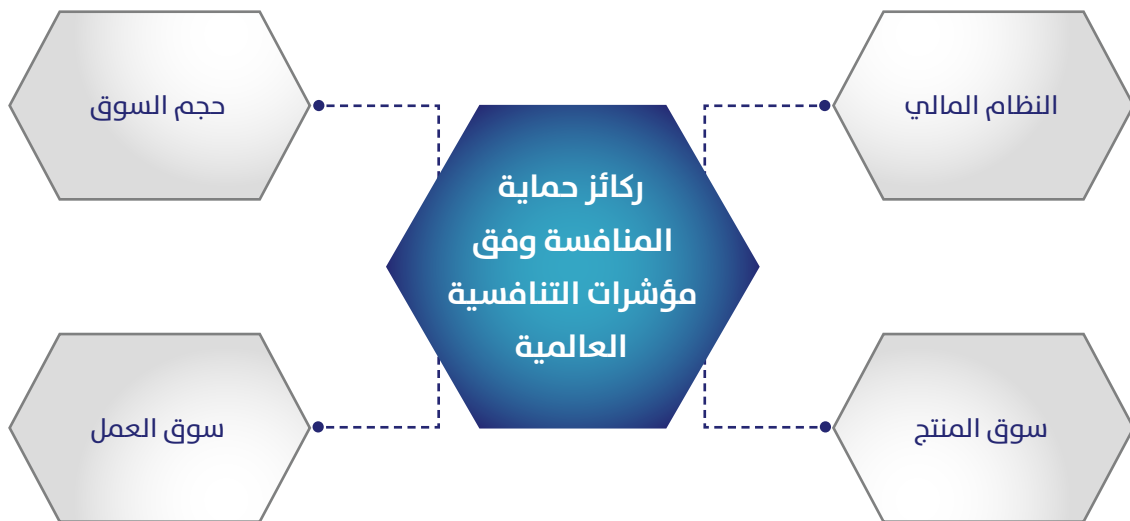 النظام المالي
حجم السوق
ركائز حماية
المنافسة وفق
مؤشرات التنافسية
العالمية
سوق المنتج
سوق العمل